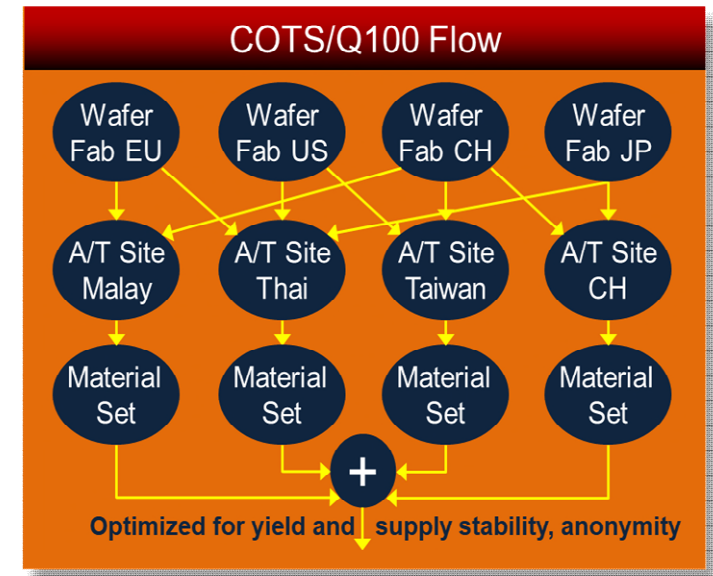 COTS/Q100 Flow
Wafer
Fab EU
Wafer
Fab US
Wafer
Fab CH
Wafer
Fab JP
A/T Site
Malay
A/T Site
Thai
A/T Site
Taiwan
A/T Site
CH
Material
Set
Material
Set
Material
Set
Material
Set
+
Optimized for yield and supply stability, anonymity